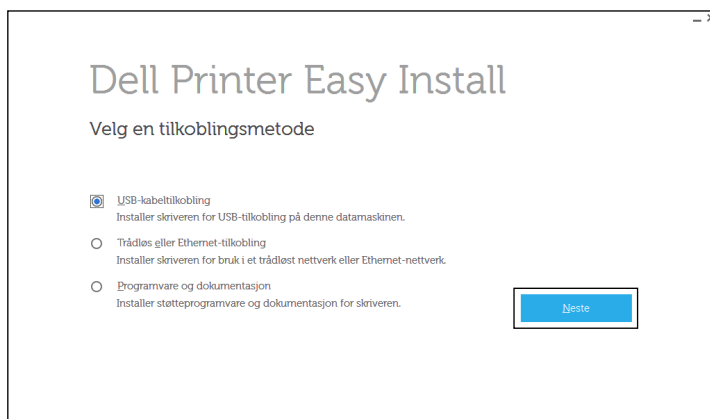 Dell Printer Easy Install
Velg en tilkoblingsmetode
USB-kabeltilkobling
Installer skriveren for USB-tilkobling på denne datamaskinen.
Trådløs eller Ethernet-tilkobling
Installer skriveren for bruk i et trådløst nettverk eller Ethernet-nettverk.
Programvare og dokumentasjon
Installer støtteprogramvare og dokumentasjon for skriveren.
Neste